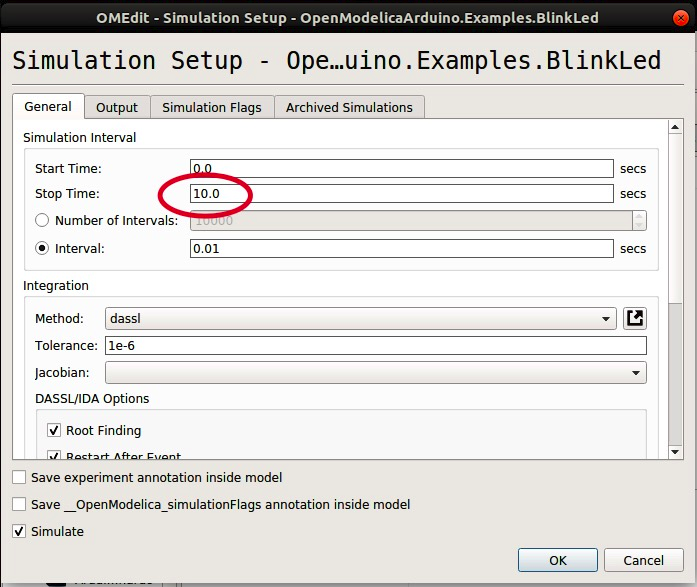 OMEdit - Simulation Setup - OpenModelicaArduino.Examples.BlinkLed
Simulation Setup - Ope…uino.Examples.BlinkLed
General Output Simulation Flags Archived Simulations
Simulation Interval
Start Time: 0.0 secs
Stop Time: 10.0 secs
Number of Intervals: 10000
Interval: 0.01 secs
Integration
Method: dassl
Tolerance: 1e-6
Jacobian:
DASSL/IDA Options
Root Finding
Restart After Event
Save experiment annotation inside model
Save __OpenModelica_simulationFlags annotation inside model
Simulate
OK Cancel